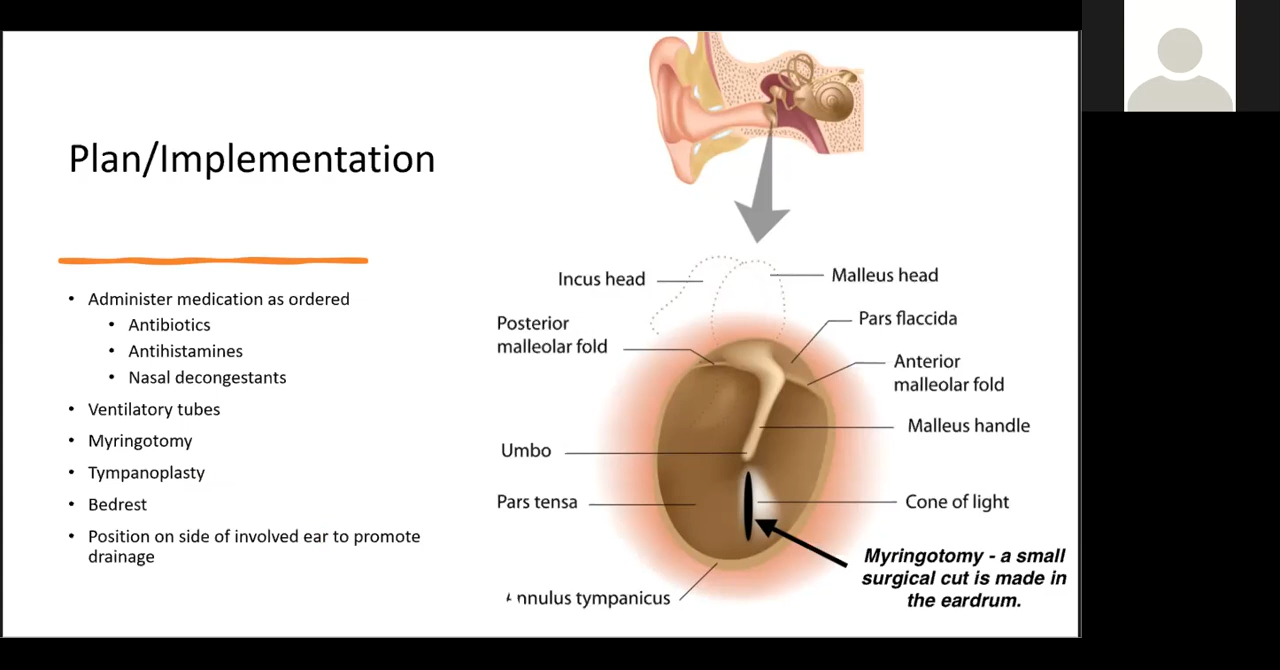 Plan/Implementation
• Administer medication as ordered
• Antibiotics
• Antihistamines
• Nasal decongestants
• Ventilatory tubes
• Myringotomy
• Tympanoplasty
• Bedrest
• Position on side of involved ear to promote
drainage
Incus head
Malleus head
Posterior
malleolar fold
Pars flaccida
Anterior
malleolar fold
Malleus handle
Umbo
Pars tensa
Cone of light
Myringotomy - a small
surgical cut is made in
the eardrum.
nnulus tympanicus